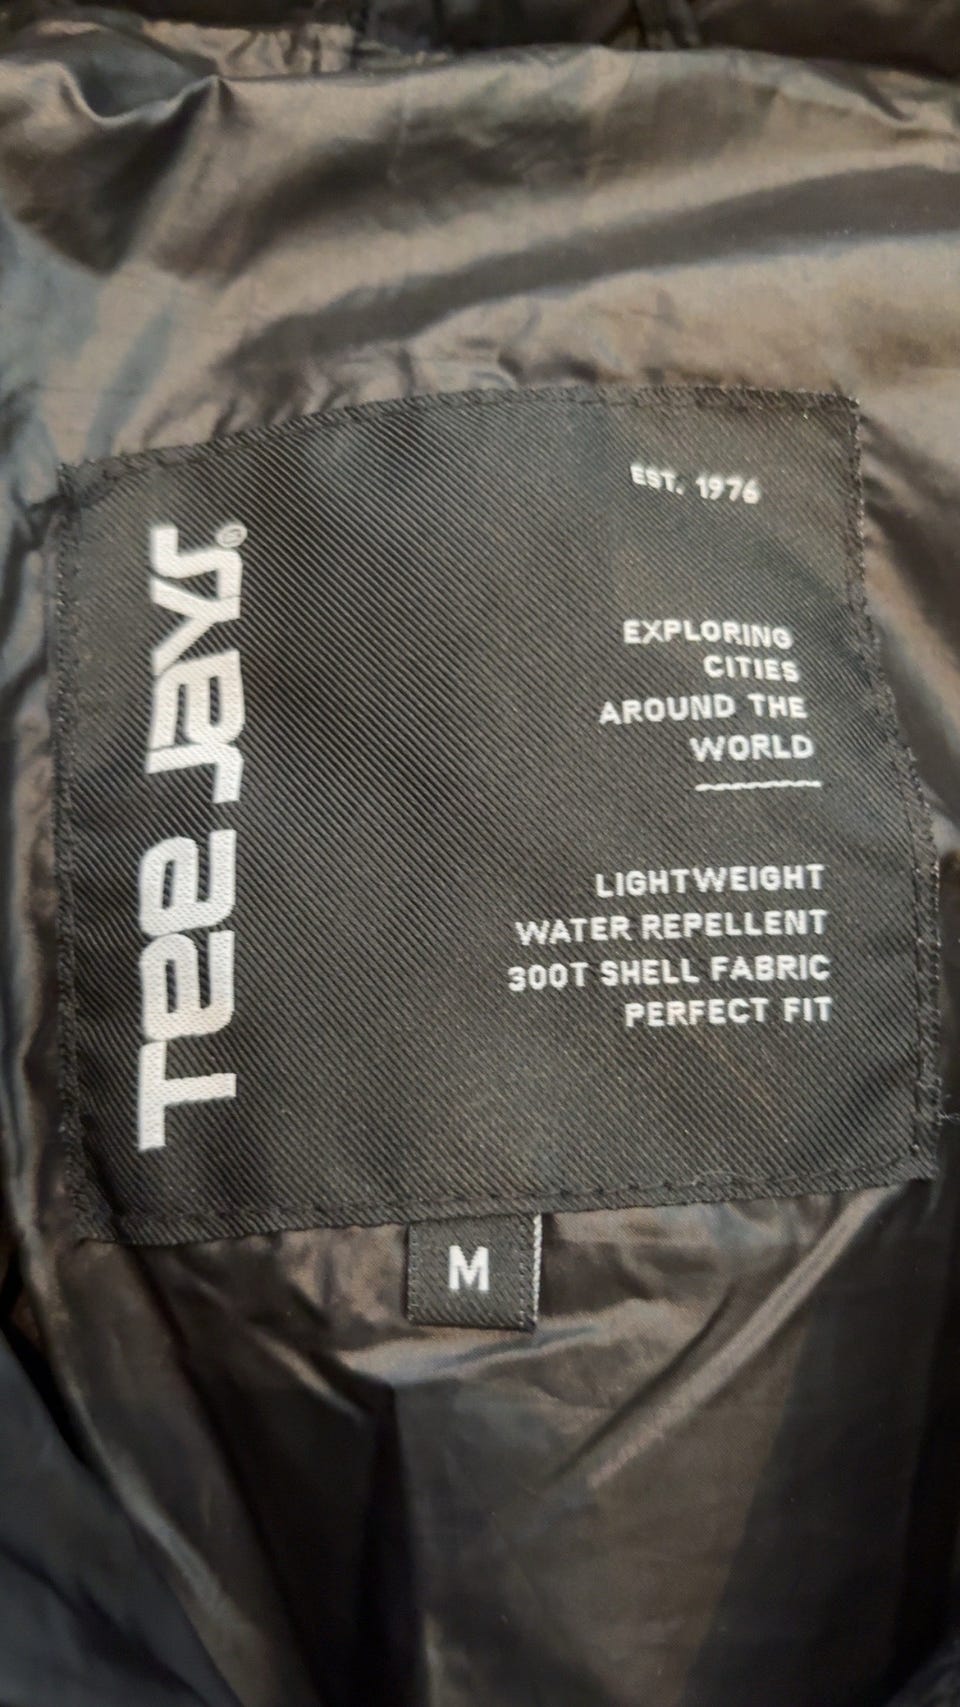 Tee Jays®
EST. 1976
EXPLORING
CITIES
AROUND THE
WORLD
LIGHTWEIGHT
WATER REPELLENT
300T SHELL FABRIC
PERFECT FIT
M